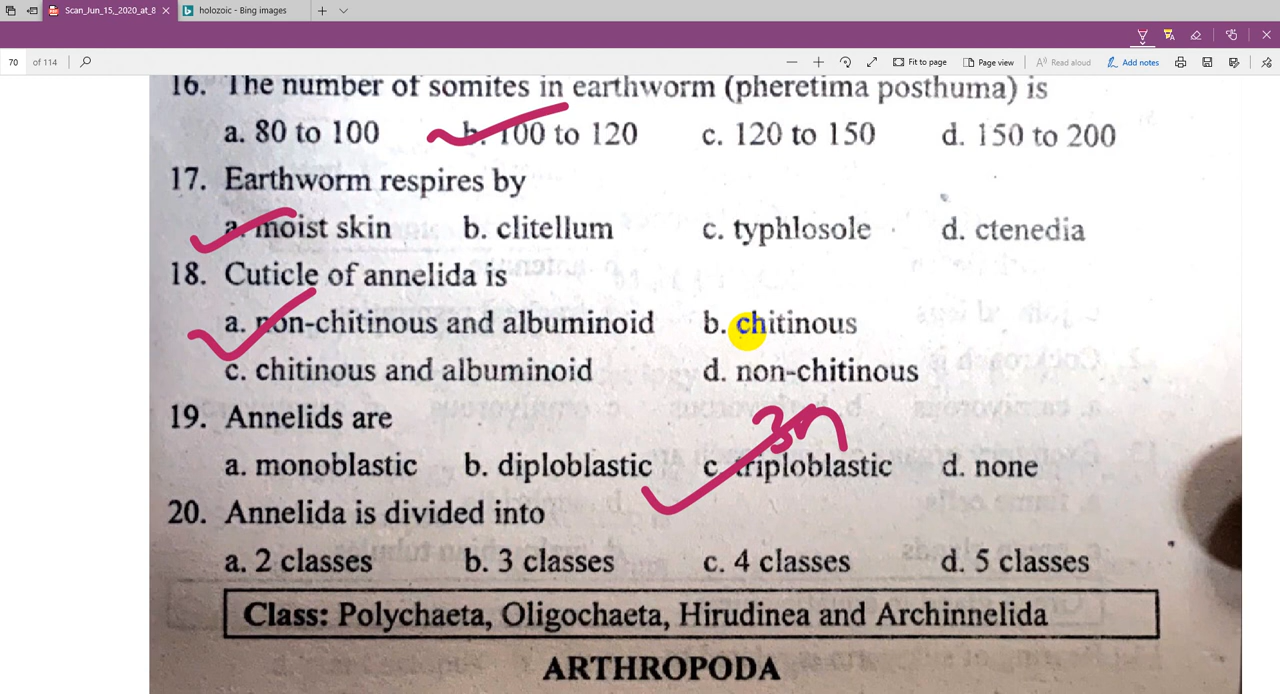 Scan_Jun_15,_2020_at_8
holozoic - Bing images
70 of 114
Fit to page
Page view
Read aloud
Add notes
16. The number of somites in earthworm (pheretima posthuma) is
a. 80 to 100 b. 100 to 120 c. 120 to 150 d. 150 to 200
17. Earthworm respires by
a. moist skin b. clitellum c. typhlosole d. ctenedia
18. Cuticle of annelida is
a. non-chitinous and albuminoid b. chitinous
c. chitinous and albuminoid d. non-chitinous
3n
19. Annelids are
a. monoblastic b. diploblastic c. triploblastic d. none
20. Annelida is divided into
a. 2 classes b. 3 classes c. 4 classes d. 5 classes
Class: Polychaeta, Oligochaeta, Hirudinea and Archinnelida
ARTHROPODA